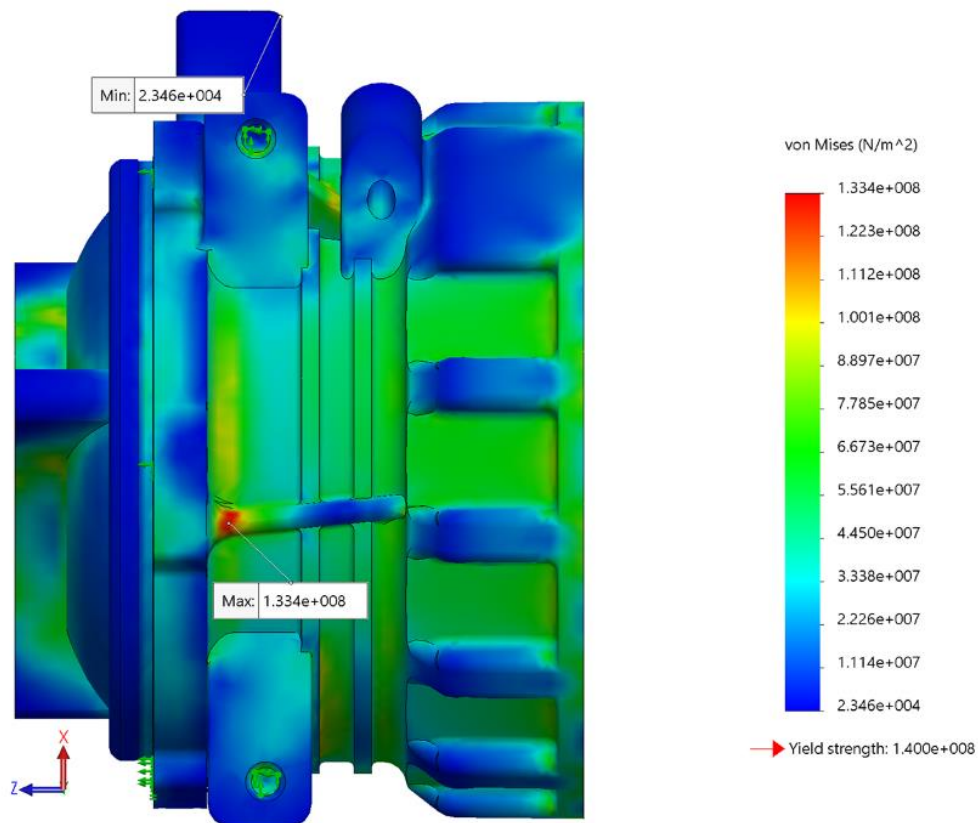 Min: 2.346e+004
von Mises (N/m^2)
1.334e+008
1.223e+008
1.112e+008
1.001e+008
8.897e+007
7.785e+007
6.673e+007
5.561e+007
4.450e+007
3.338e+007
2.226e+007
1.114e+007
2.346e+004
Yield strength: 1.400e+008
Max: 1.334e+008
X
Z